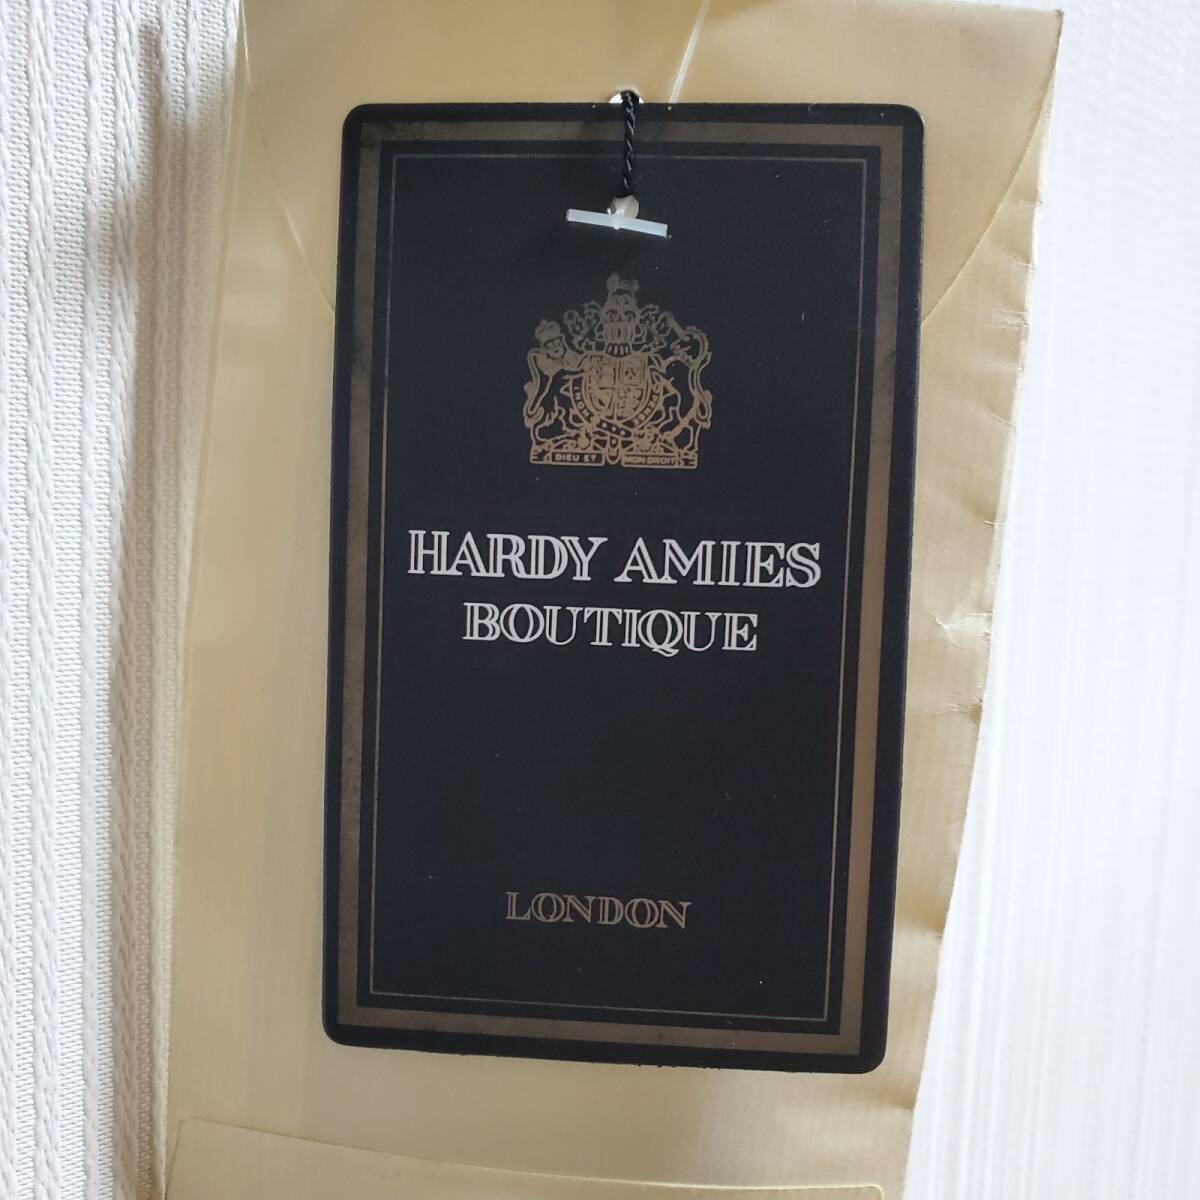 DIEU ET MON DROIT
HARDY AMIES
BOUTIQUE
LONDON